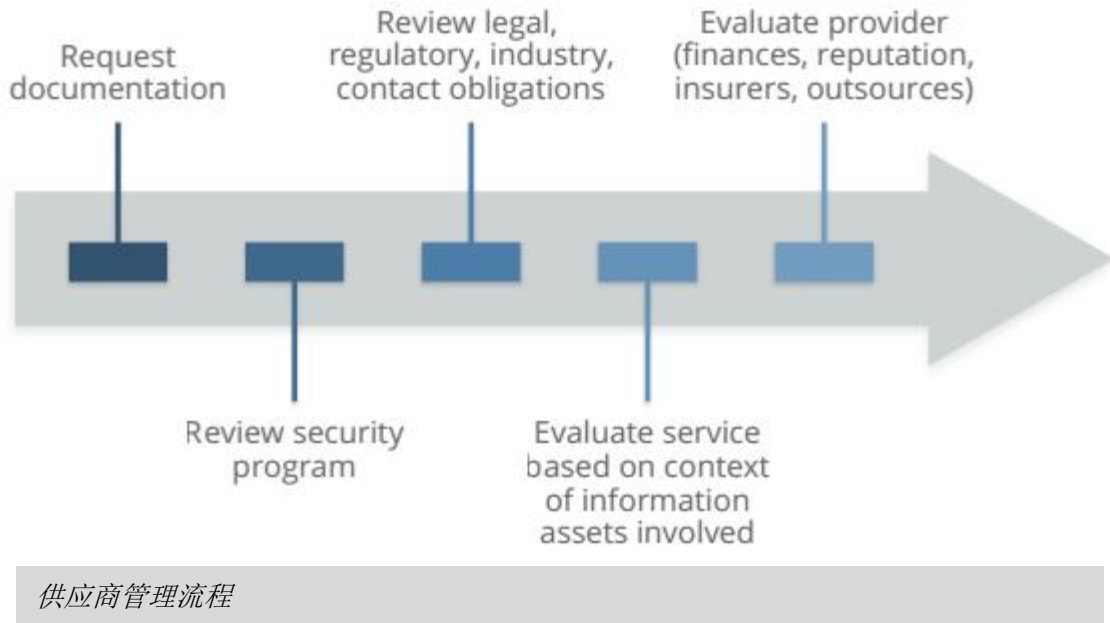 Request
documentation
Review legal,
regulatory, industry,
contact obligations
Evaluate provider
(finances, reputation,
insurers, outsources)
Review security
program
Evaluate service
based on context
of information
assets involved
供应商管理流程